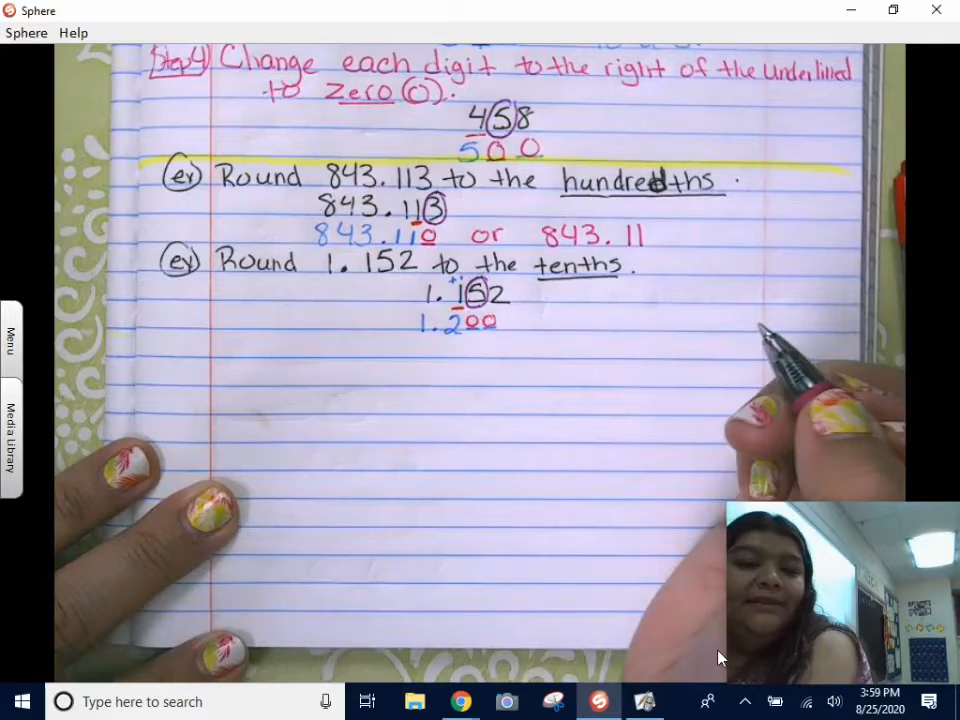 Sphere
Sphere Help
Step 4 Change each digit to the right of the underlined
to zero (0).
458
500
ex Round 843.113 to the hundredths.
843.113
843.110 or 843.11
ex Round 1.152 to the tenths.
+1
1.152
1.200
Menu
Media Library
Type here to search
3:59 PM
8/25/2020